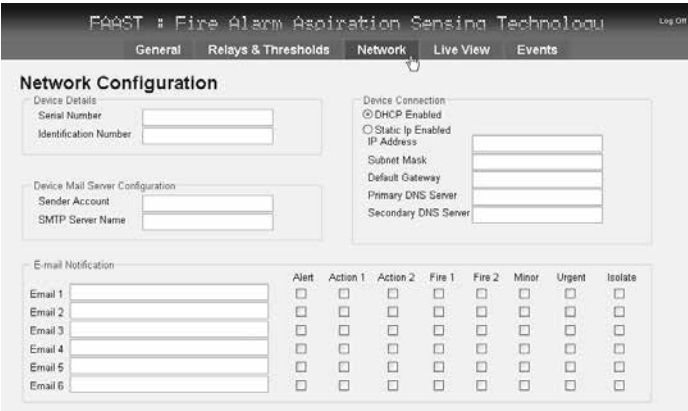 FAAST : Fire Alarm Aspiration Sensing Technology
Log Off
General Relays & Thresholds Network Live View Events
Network Configuration
Device Details
Serial Number
Identification Number
Device Mail Server Configuration
Sender Account
SMTP Server Name
Device Connection
DHCP Enabled
Static Ip Enabled
IP Address
Subnet Mask
Default Gateway
Primary DNS Server
Secondary DNS Server
E-mail Notification
Alert Action 1 Action 2 Fire 1 Fire 2 Minor Urgent Isolate
Email 1
Email 2
Email 3
Email 4
Email 5
Email 6